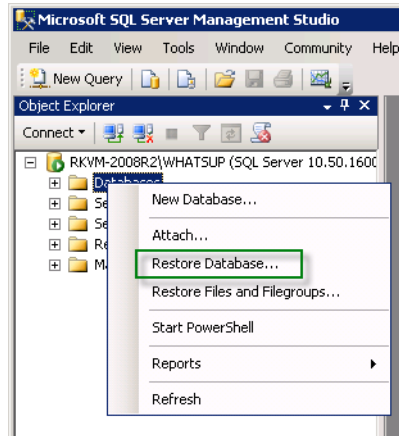 Microsoft SQL Server Management Studio
File Edit View Tools Window Community Help
New Query
Object Explorer
Connect
RKVM-2008R2\WHATSUP (SQL Server 10.50.1600
Databases
New Database...
Attach...
Restore Database...
Restore Files and Filegroups...
Start PowerShell
Reports
Refresh